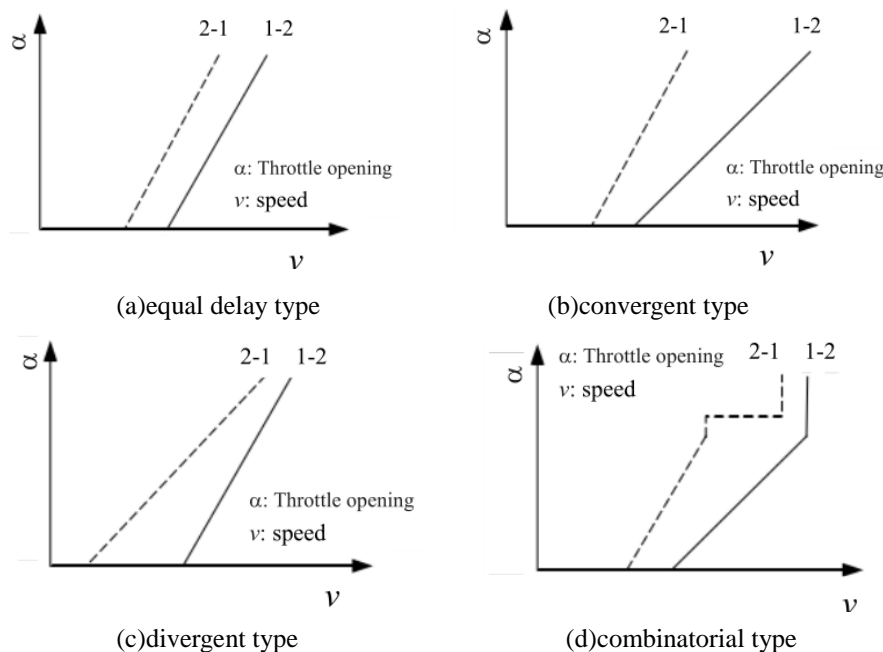 α
2-1 1-2
α: Throttle opening
v: speed
v
(a)equal delay type
α
2-1 1-2
α: Throttle opening
v: speed
v
(b)convergent type
α
2-1 1-2
α: Throttle opening
v: speed
v
(c)divergent type
α
α: Throttle opening 2-1 1-2
v: speed
v
(d)combinatorial type